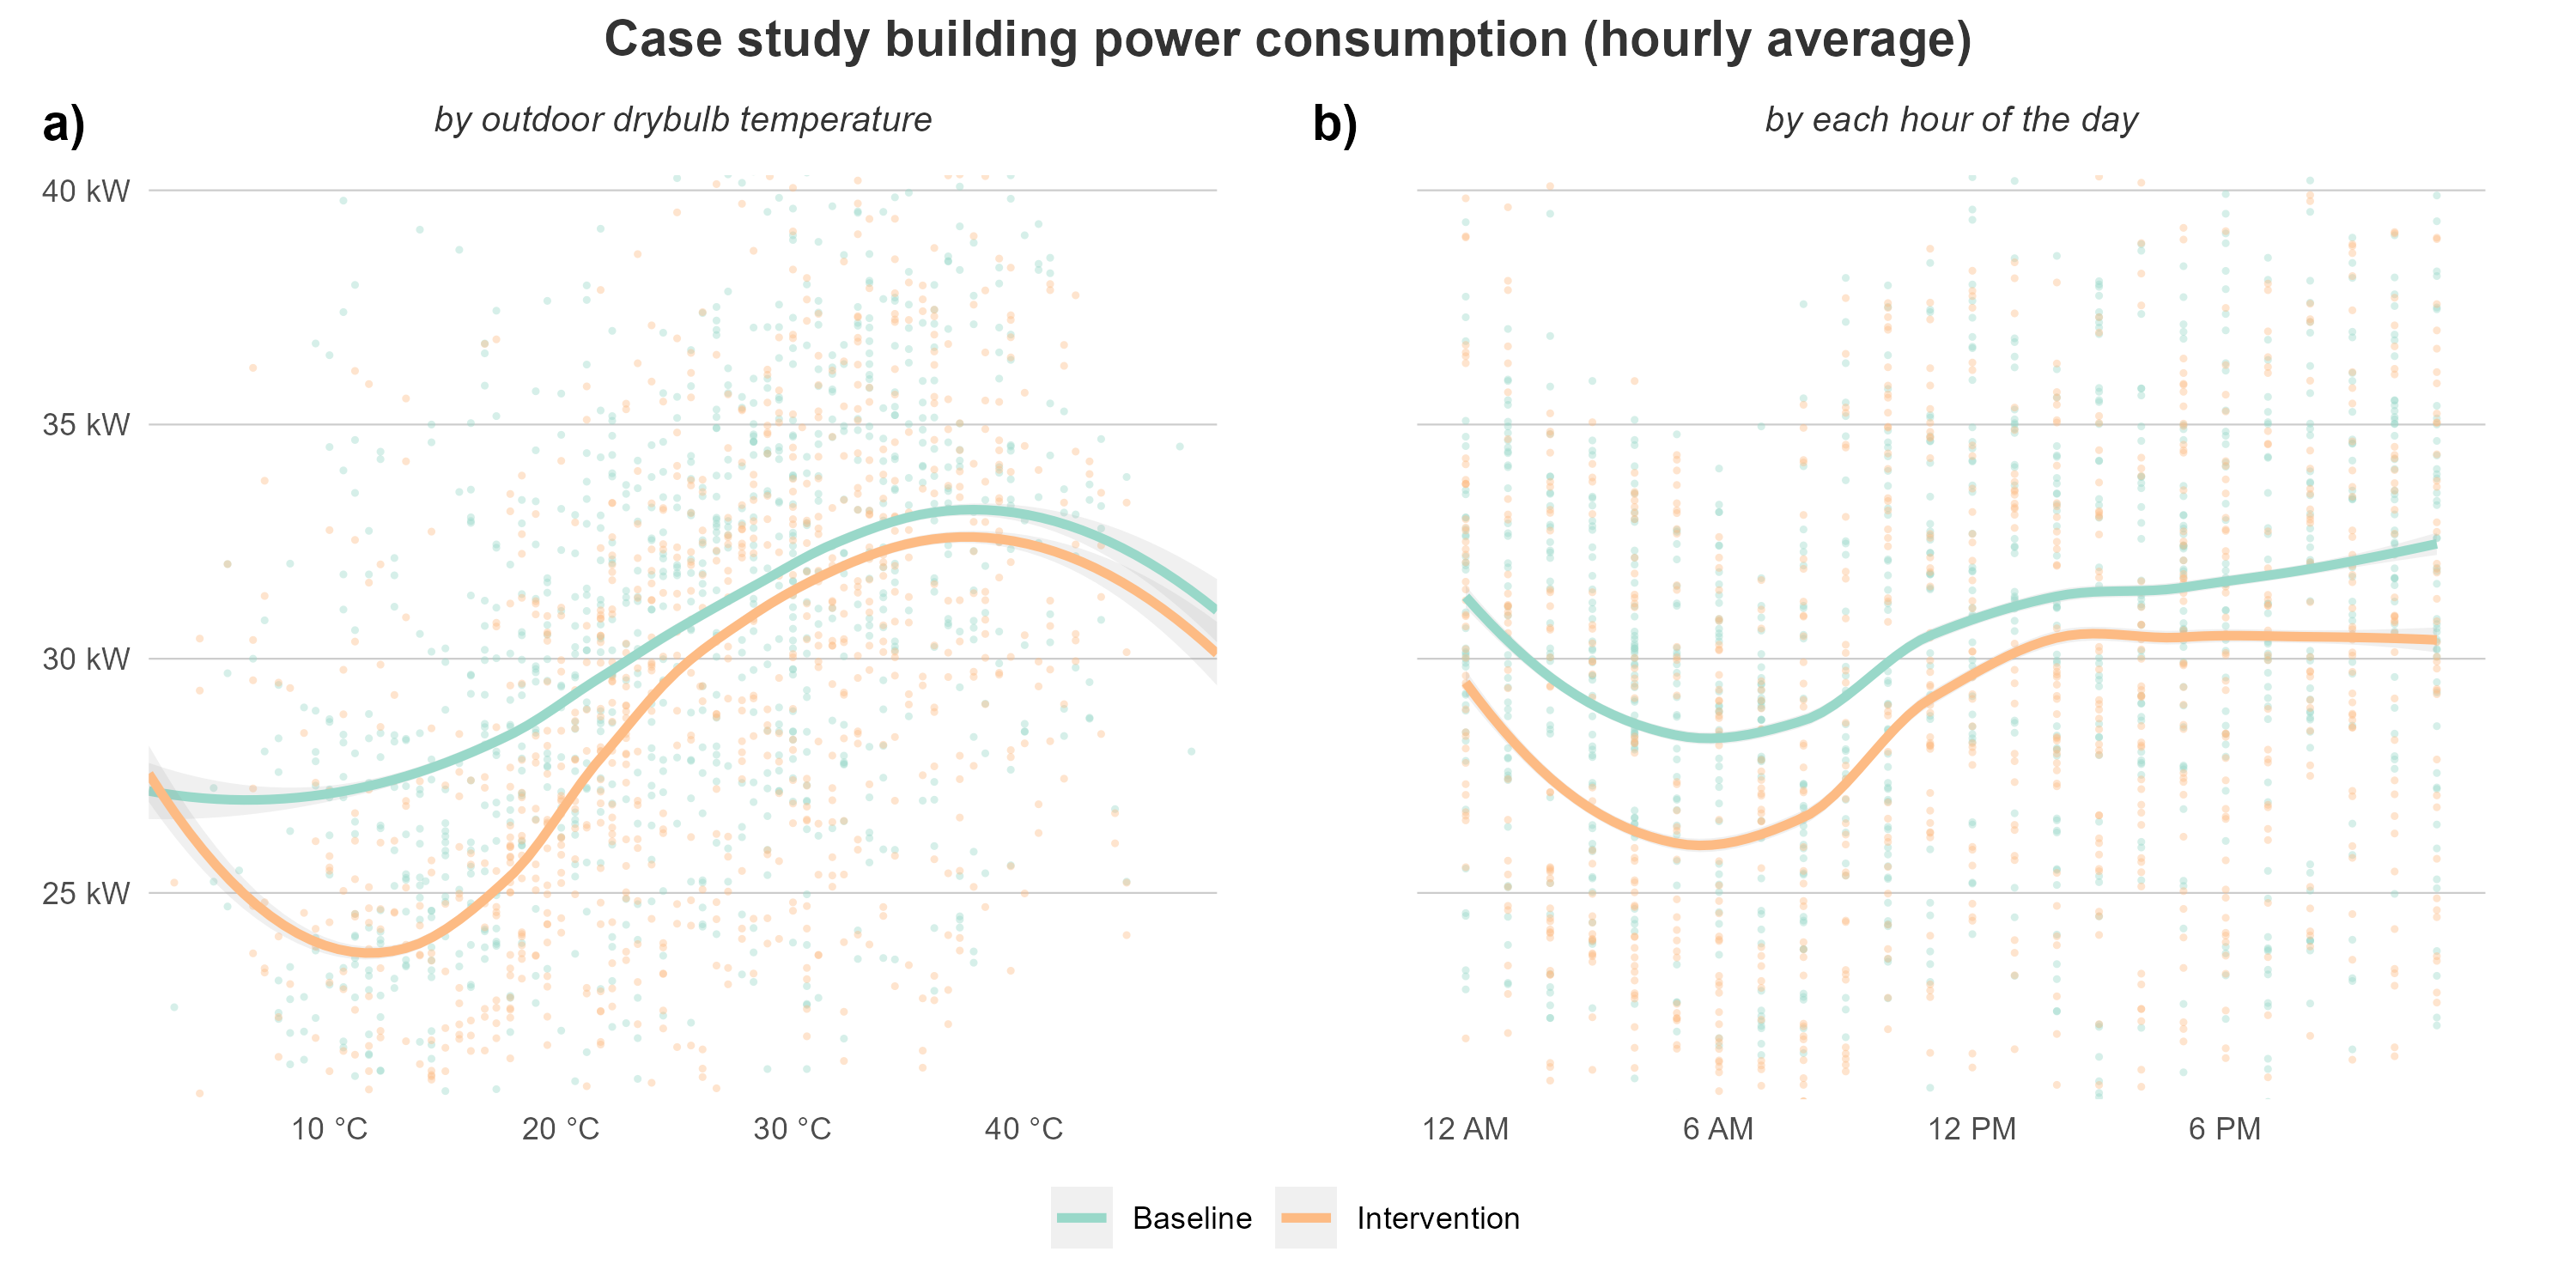 Case study building power consumption (hourly average)
a)
by outdoor drybulb temperature
40 kW
35 kW
30 kW
25 kW
10 °C 20 °C 30 °C 40 °C
b)
by each hour of the day
12 AM 6 AM 12 PM 6 PM
Baseline Intervention